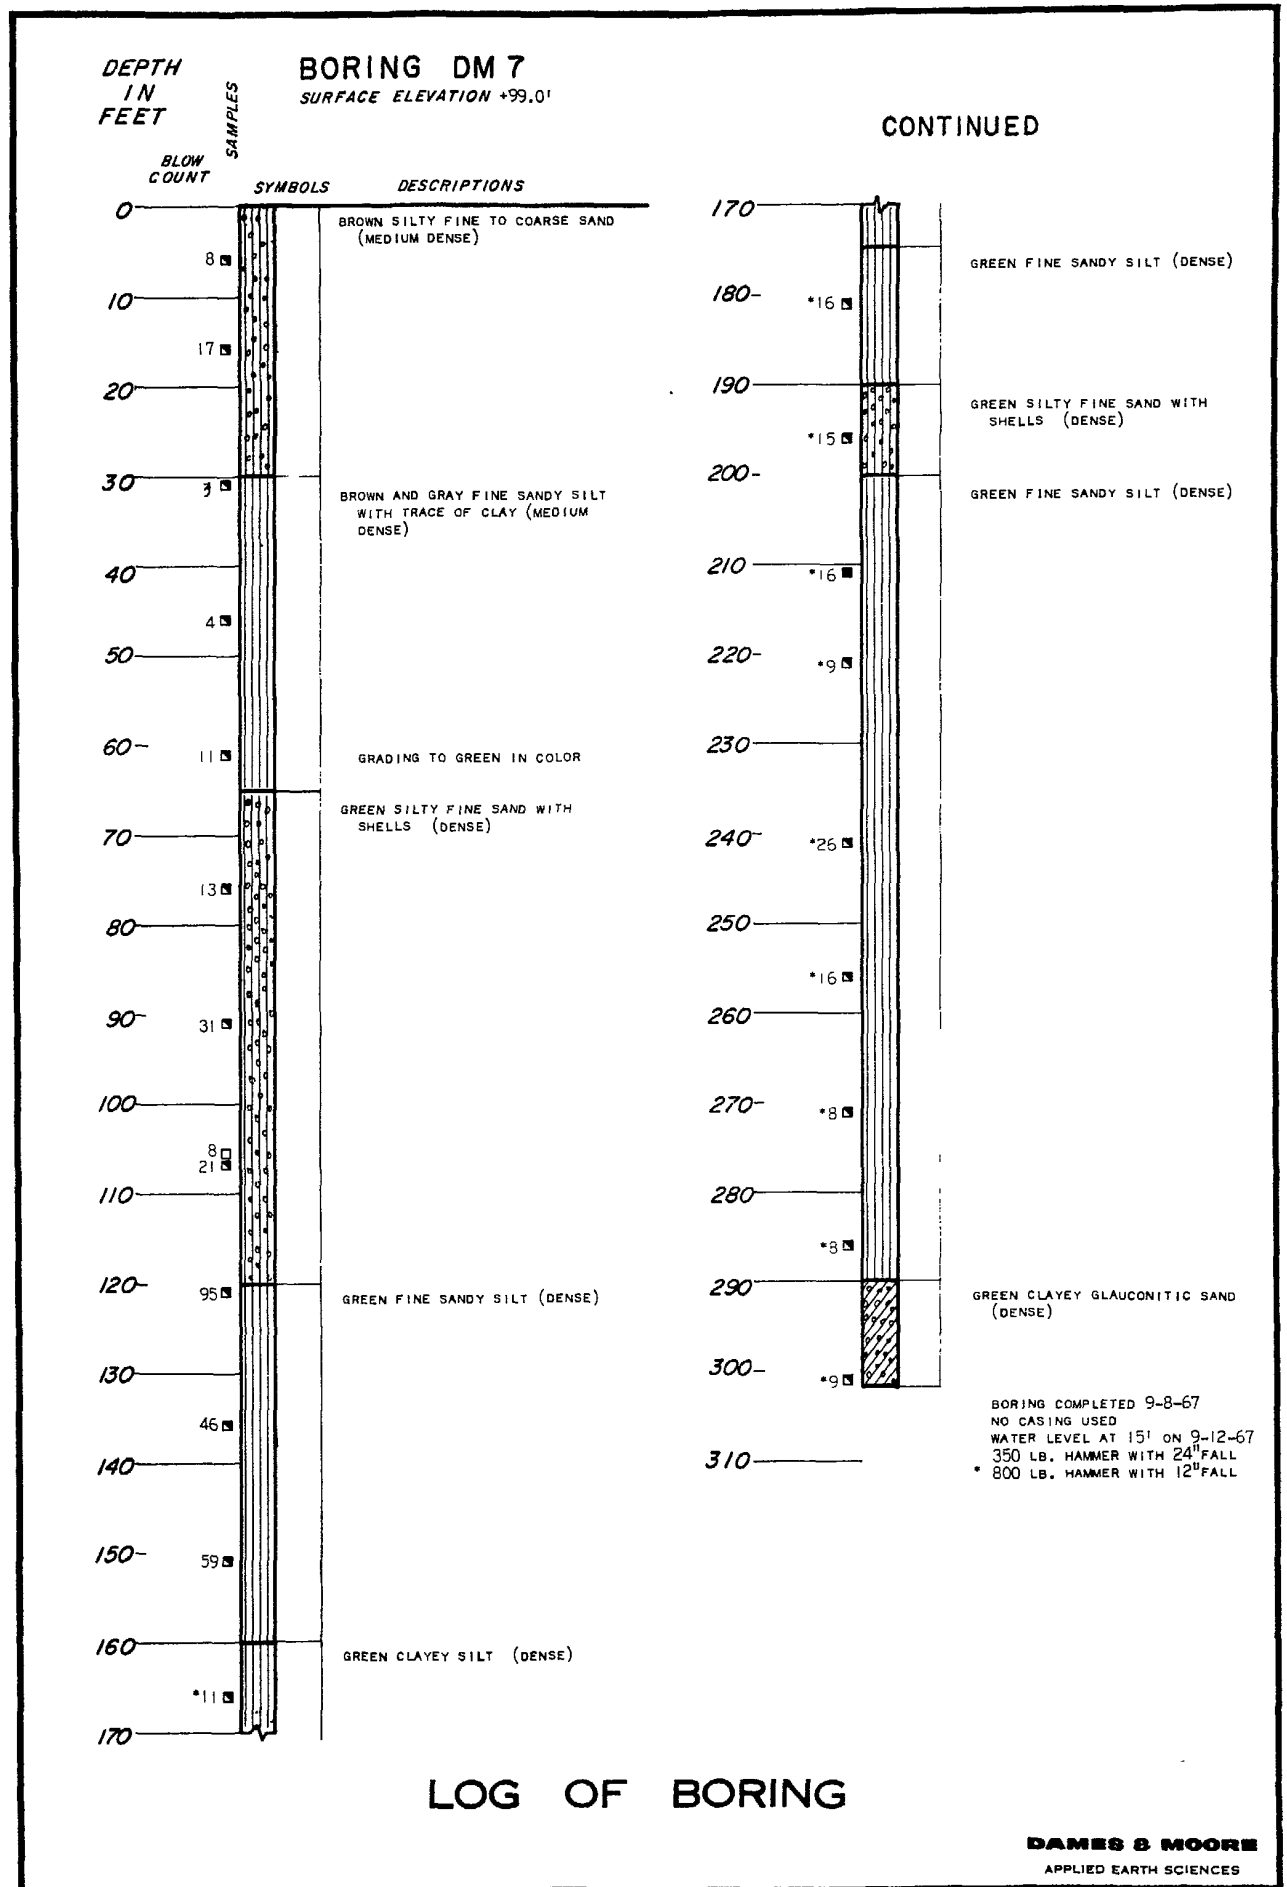 BORING DM 7
SURFACE ELEVATION +99.0'
DEPTH
IN
FEET
SAMPLES
BLOW
COUNT
SYMBOLS
DESCRIPTIONS
0
BROWN SILTY FINE TO COARSE SAND
(MEDIUM DENSE)
8
10
17
20
30
BROWN AND GRAY FINE SANDY SILT
WITH TRACE OF CLAY (MEDIUM
DENSE)
40
4
50
60
11
GRADING TO GREEN IN COLOR
GREEN SILTY FINE SAND WITH
SHELLS (DENSE)
70
13
80
90
31
100
8
21
110
120
95
GREEN FINE SANDY SILT (DENSE)
130
46
140
150
59
160
GREEN CLAYEY SILT (DENSE)
*11
170
CONTINUED
170
GREEN FINE SANDY SILT (DENSE)
180
*16
190
GREEN SILTY FINE SAND WITH
SHELLS (DENSE)
*15
200
GREEN FINE SANDY SILT (DENSE)
210
*16
220
*9
230
240
*26
250
*16
260
270
*8
280
*8
290
GREEN CLAYEY GLAUCONITIC SAND
(DENSE)
300
*9
BORING COMPLETED 9-8-67
NO CASING USED
WATER LEVEL AT 15' ON 9-12-67
350 LB. HAMMER WITH 24" FALL
* 800 LB. HAMMER WITH 12" FALL
310
LOG OF BORING
DAMES & MOORE
APPLIED EARTH SCIENCES